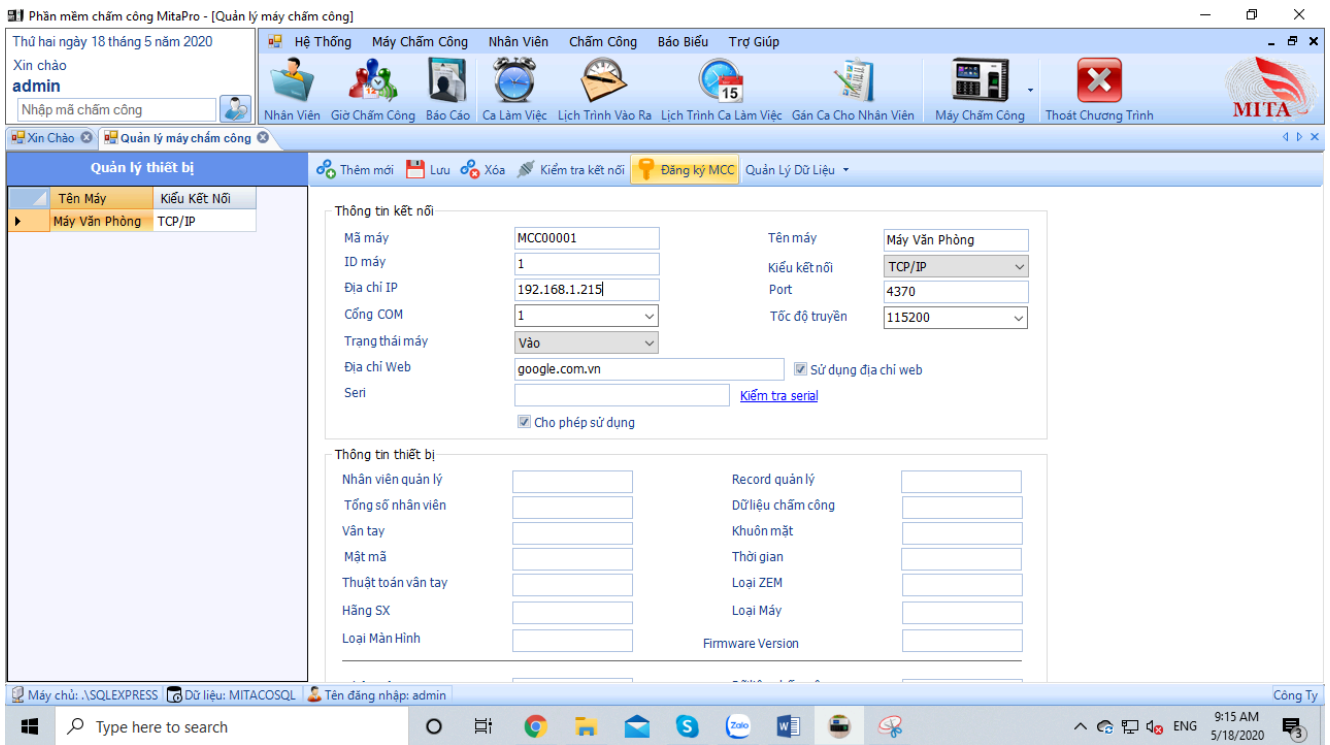 Phần mềm chấm công MitaPro - [Quản lý máy chấm công]
Thứ hai ngày 18 tháng 5 năm 2020
Hệ Thống Máy Chấm Công Nhân Viên Chấm Công Báo Biểu Trợ Giúp
Xin chào
admin
Nhập mã chấm công
12
15
Nhân Viên Giờ Chấm Công Báo Cáo Ca Làm Việc Lịch Trình Vào Ra Lịch Trình Ca Làm Việc Gán Ca Cho Nhân Viên Máy Chấm Công Thoát Chương Trình
MITA
Xin Chào Quản lý máy chấm công
Quản lý thiết bị
Thêm mới Lưu Xóa Kiểm tra kết nối Đăng ký MCC Quản Lý Dữ Liệu
Tên Máy Kiểu Kết Nối
Máy Văn Phòng TCP/IP
Thông tin kết nối
Mã máy MCC00001 Tên máy Máy Văn Phòng
ID máy 1 Kiểu kết nối TCP/IP
Địa chỉ IP 192.168.1.215 Port 4370
Cổng COM 1 Tốc độ truyền 115200
Trạng thái máy Vào
Địa chỉ Web google.com.vn Sử dụng địa chỉ web
Seri Kiểm tra serial
Cho phép sử dụng
Thông tin thiết bị
Nhân viên quản lý Record quản lý
Tổng số nhân viên Dữ liệu chấm công
Vân tay Khuôn mặt
Mật mã Thời gian
Thuật toán vân tay Loại ZEM
Hãng SX Loại Máy
Loại Màn Hình Firmware Version
Máy chủ: .\SQLEXPRESS Dữ liệu: MITACOSQL Tên đăng nhập: admin Công Ty
Type here to search
Zalo
ENG
9:15 AM
5/18/2020
3